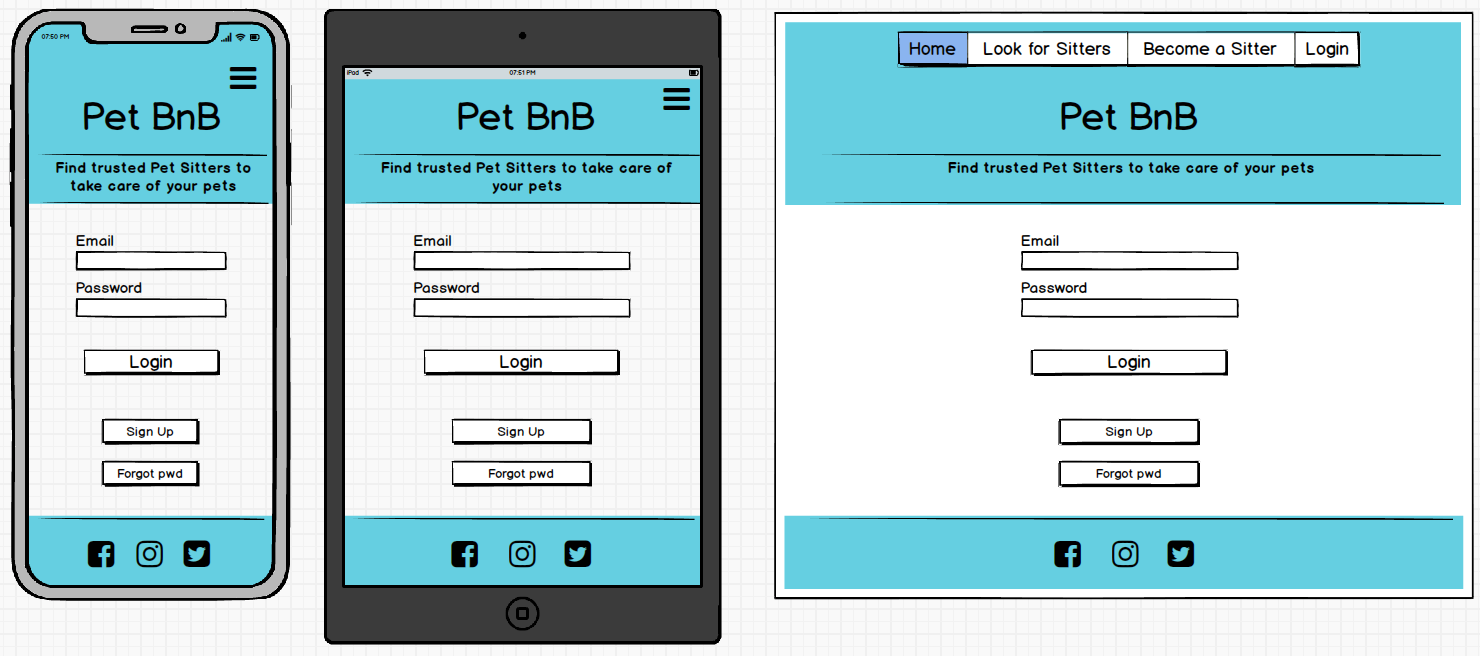 07:50 PM
Pet BnB
Find trusted Pet Sitters to
take care of your pets
Email
Password
Login
Sign Up
Forgot pwd
iPod
07:51 PM
Pet BnB
Find trusted Pet Sitters to take care of
your pets
Email
Password
Login
Sign Up
Forgot pwd
Home Look for Sitters Become a Sitter Login
Pet BnB
Find trusted Pet Sitters to take care of your pets
Email
Password
Login
Sign Up
Forgot pwd